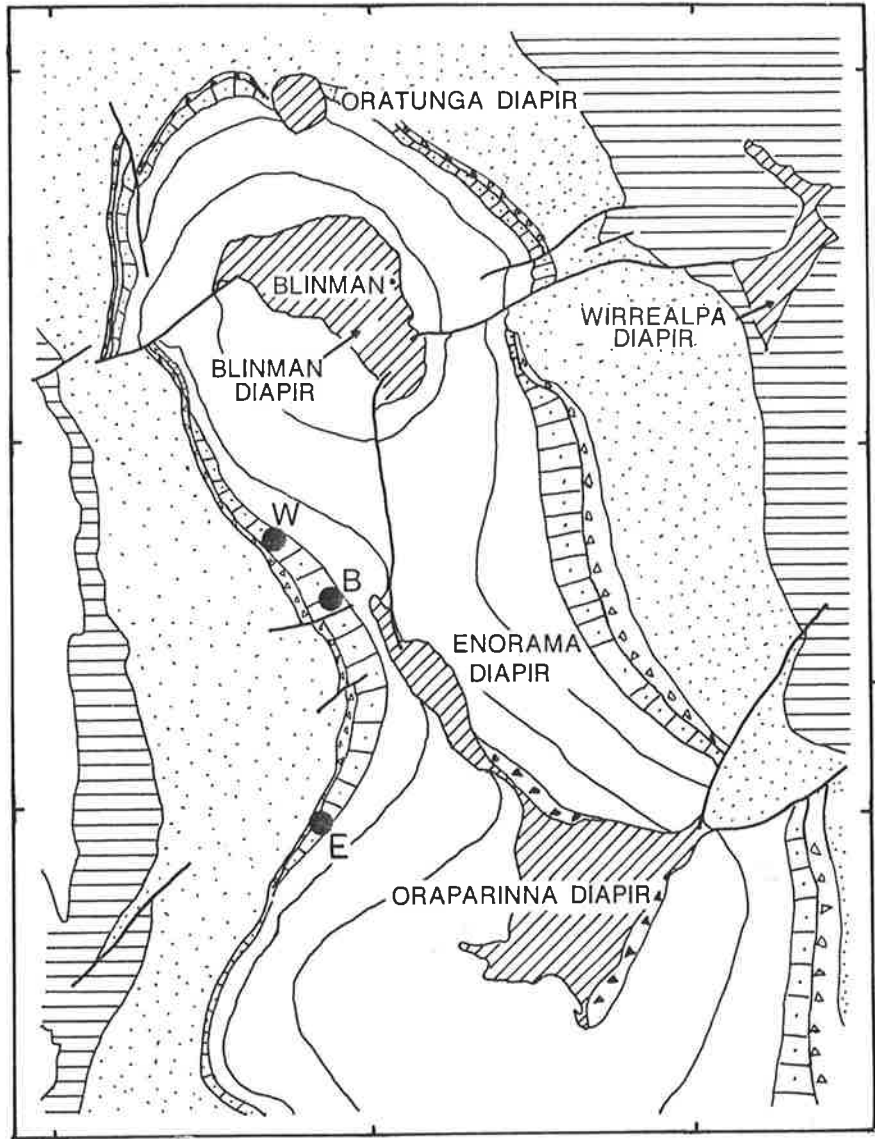 ORATUNGA DIAPIR
BLINMAN
WIRREALPA
DIAPIR
BLINMAN
DIAPIR
W
B
ENORAMA
DIAPIR
E
ORAPARINNA DIAPIR